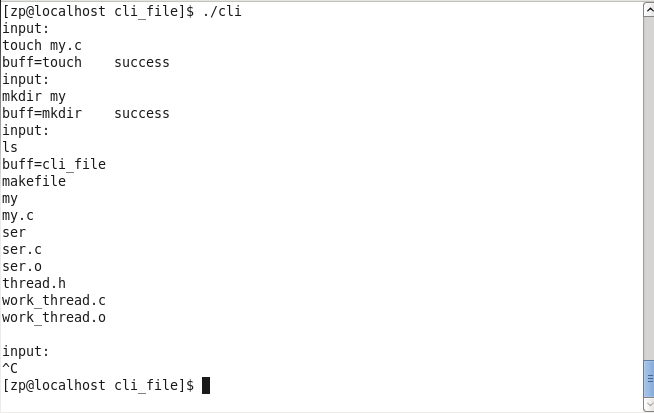 [zp@localhost cli_file]$ ./cli
input:
touch my.c
buff=touch    success
input:
mkdir my
buff=mkdir    success
input:
ls
buff=cli_file
makefile
my
my.c
ser
ser.c
ser.o
thread.h
work_thread.c
work_thread.o

input:
^C
[zp@localhost cli_file]$